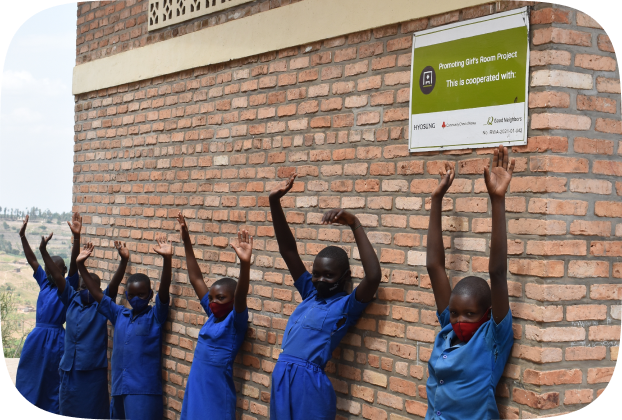 Promoting Girl's Room Project
This is cooperated with:
HYOSUNG
Good Neighbors